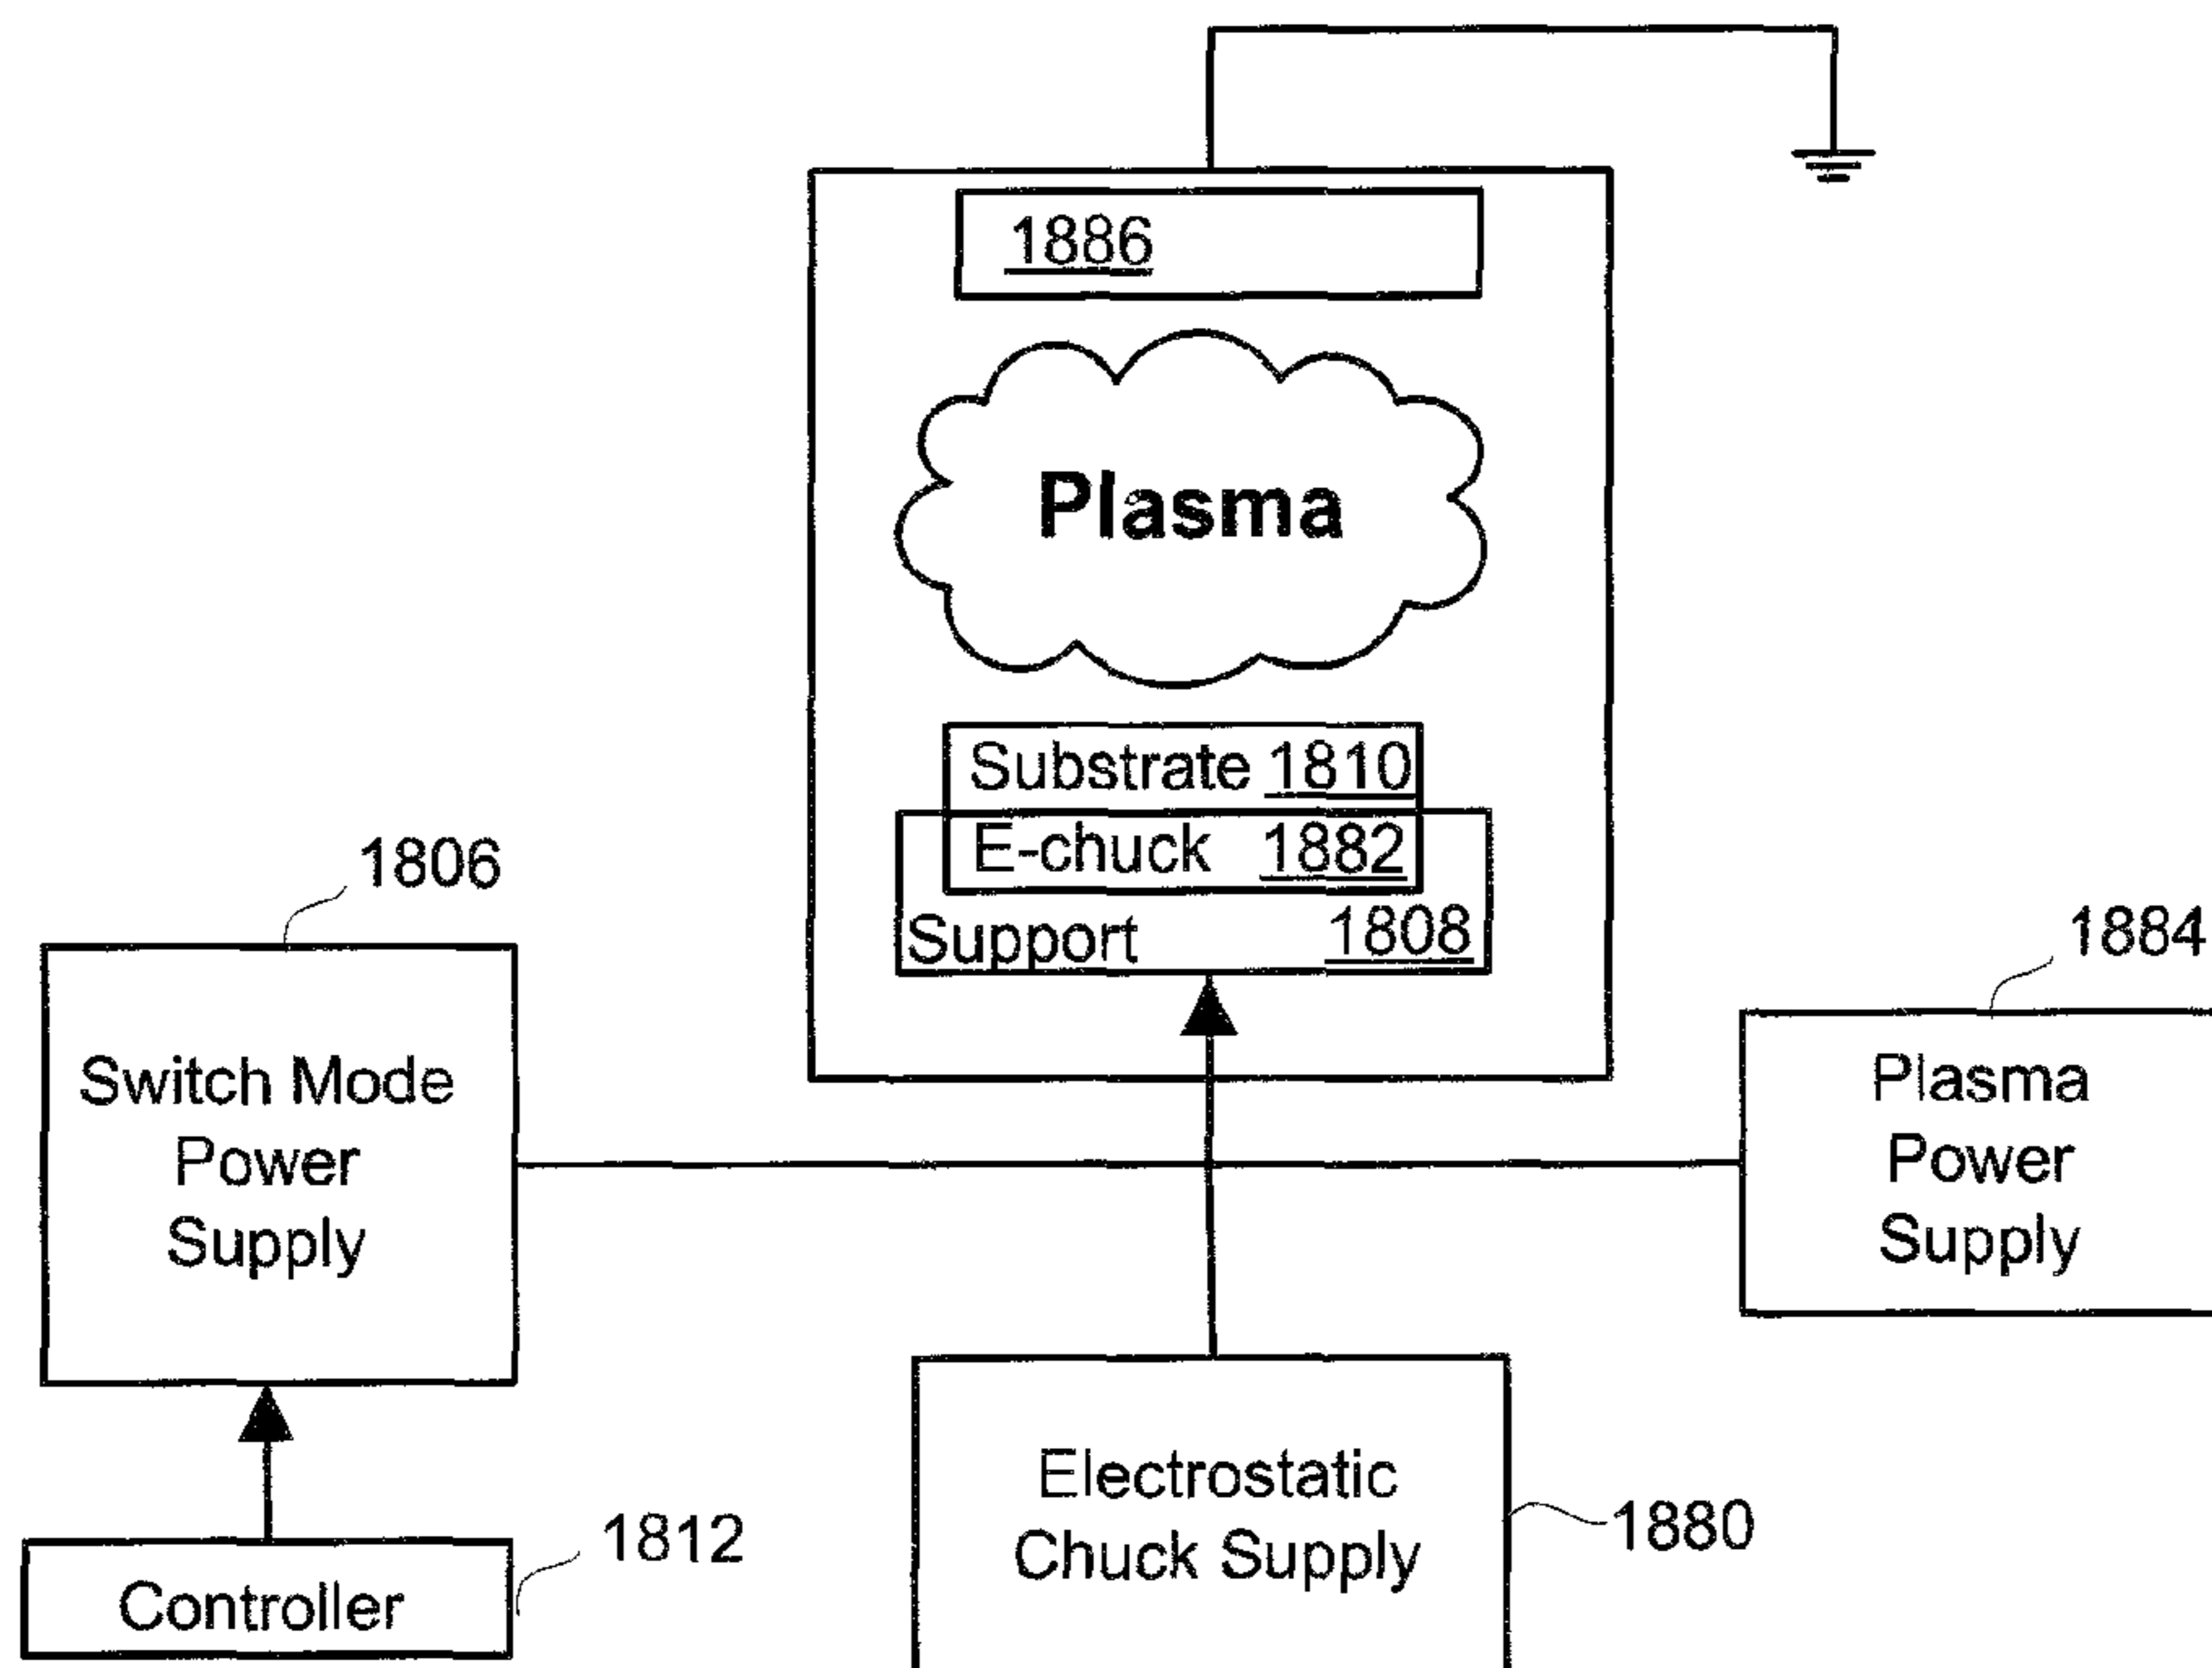 1886
Plasma
Substrate 1810
E-chuck 1882
Support 1808
1806
Switch Mode
Power
Supply
1884
Plasma
Power
Supply
1812
Controller
Electrostatic
Chuck Supply
1880